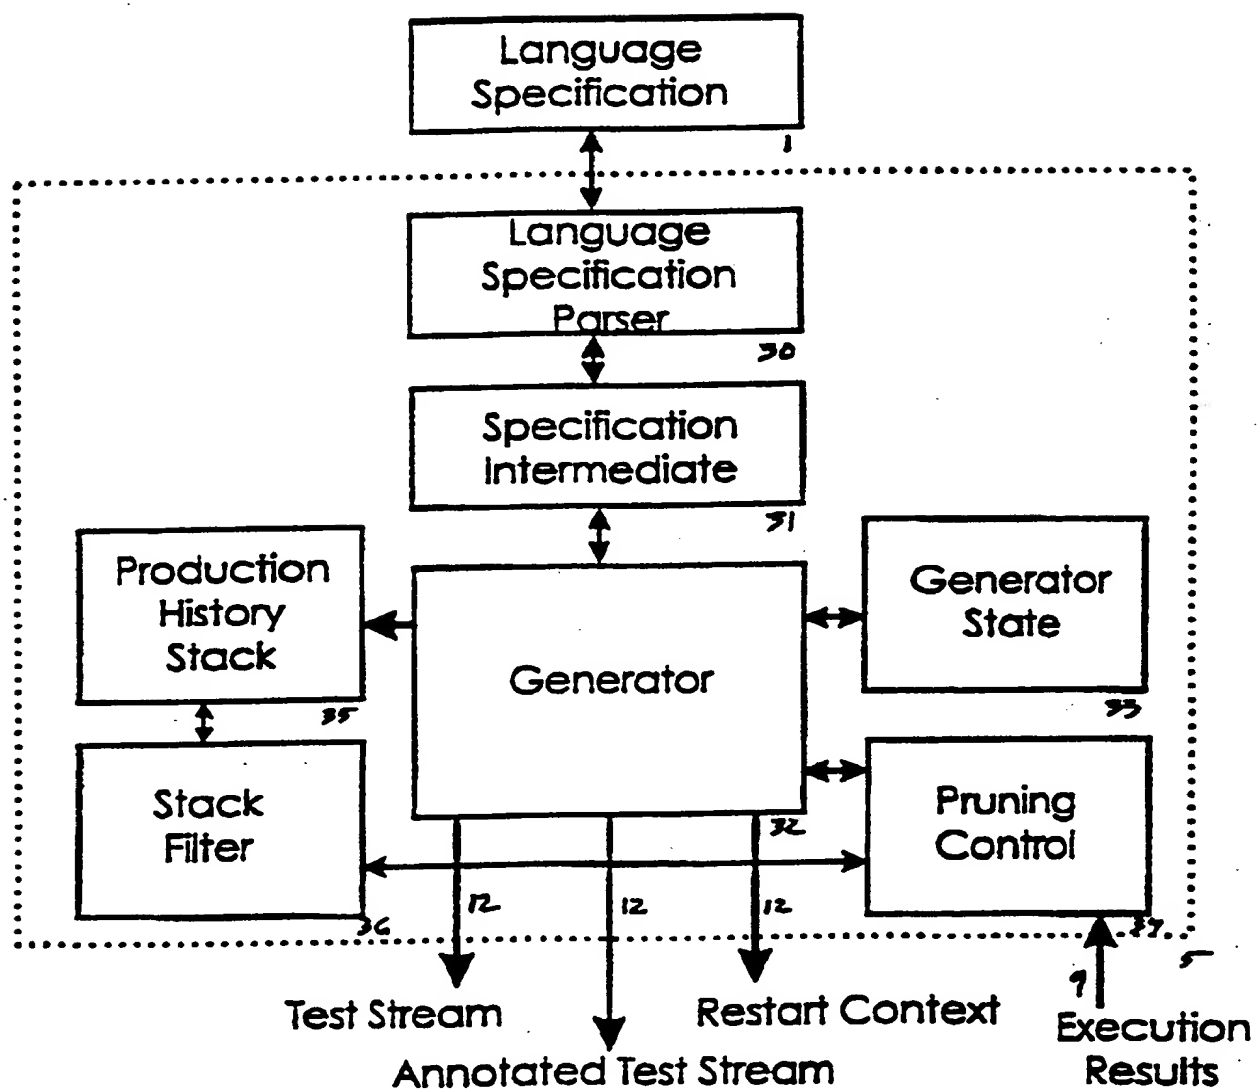 Language
Specification
1
Language
Specification
Parser
30
Specification
Intermediate
31
Production
History
Stack
35
Generator
32
Generator
State
33
Stack
Filter
36
Pruning
Control
37
5
12
12
12
9
Test Stream
Restart Context
Execution
Results
Annotated Test Stream